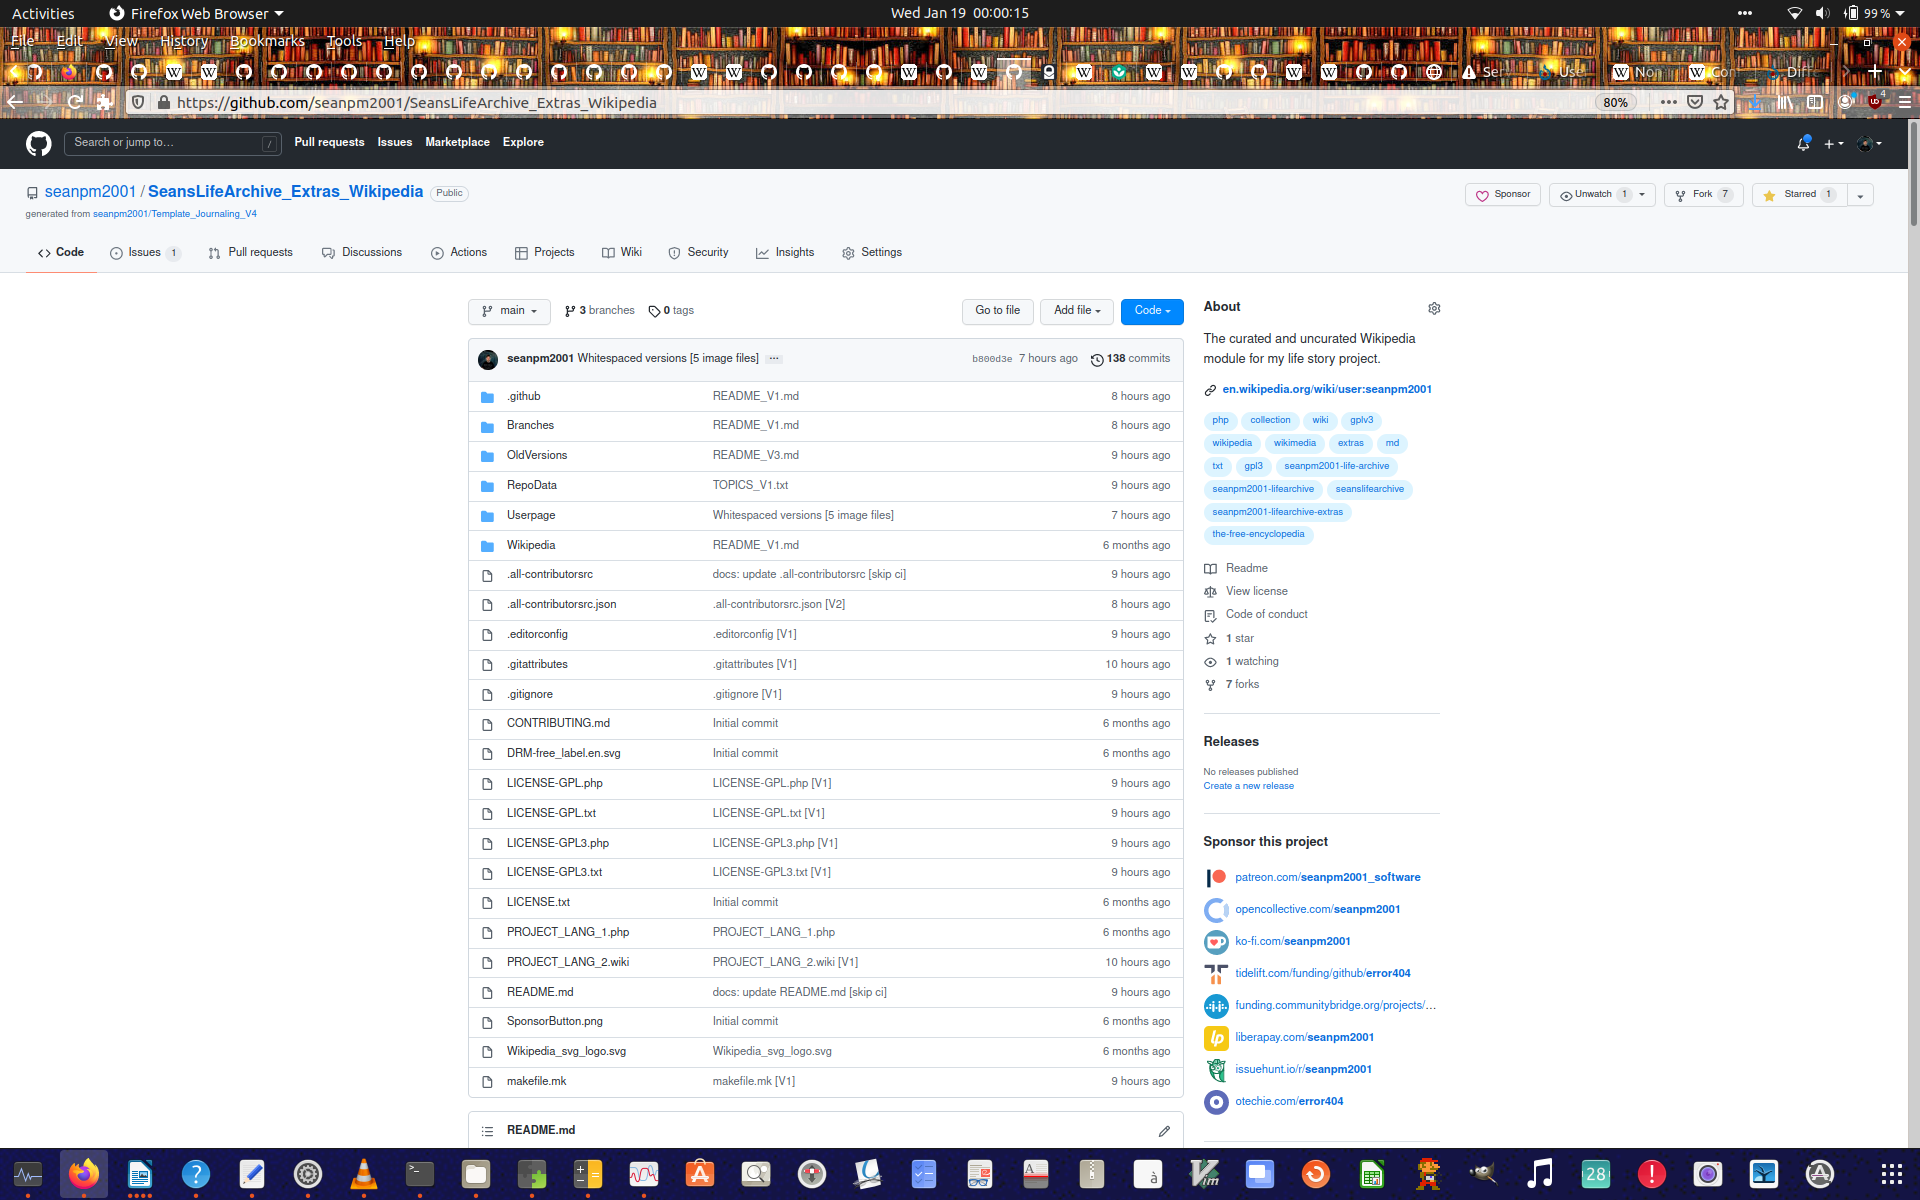 Activities Firefox Web Browser Wed Jan 19 00:00:15 99 %
File Edit View History Bookmarks Tools Help
https://github.com/seanpm2001/SeansLifeArchive_Extras_Wikipedia 80% 4
Search or jump to… / Pull requests Issues Marketplace Explore
seanpm2001 / SeansLifeArchive_Extras_Wikipedia Public Sponsor Unwatch 1 Fork 7 Starred 1
generated from seanpm2001/Template_Journaling_V4
Code Issues 1 Pull requests Discussions Actions Projects Wiki Security Insights Settings
main 3 branches 0 tags Go to file Add file Code
seanpm2001 Whitespaced versions [5 image files] ... b800d3e 7 hours ago 138 commits
.github README_V1.md 8 hours ago
Branches README_V1.md 8 hours ago
OldVersions README_V3.md 9 hours ago
RepoData TOPICS_V1.txt 9 hours ago
Userpage Whitespaced versions [5 image files] 7 hours ago
Wikipedia README_V1.md 6 months ago
.all-contributorsrc docs: update .all-contributorsrc [skip ci] 9 hours ago
.all-contributorsrc.json .all-contributorsrc.json [V2] 8 hours ago
.editorconfig .editorconfig [V1] 9 hours ago
.gitattributes .gitattributes [V1] 10 hours ago
.gitignore .gitignore [V1] 9 hours ago
CONTRIBUTING.md Initial commit 6 months ago
DRM-free_label.en.svg Initial commit 6 months ago
LICENSE-GPL.php LICENSE-GPL.php [V1] 9 hours ago
LICENSE-GPL.txt LICENSE-GPL.txt [V1] 9 hours ago
LICENSE-GPL3.php LICENSE-GPL3.php [V1] 9 hours ago
LICENSE-GPL3.txt LICENSE-GPL3.txt [V1] 9 hours ago
LICENSE.txt Initial commit 6 months ago
PROJECT_LANG_1.php PROJECT_LANG_1.php 6 months ago
PROJECT_LANG_2.wiki PROJECT_LANG_2.wiki [V1] 10 hours ago
README.md docs: update README.md [skip ci] 9 hours ago
SponsorButton.png Initial commit 6 months ago
Wikipedia_svg_logo.svg Wikipedia_svg_logo.svg 6 months ago
makefile.mk makefile.mk [V1] 9 hours ago
README.md
About
The curated and uncurated Wikipedia
module for my life story project.
en.wikipedia.org/wiki/user:seanpm2001
php collection wiki gplv3
wikipedia wikimedia extras md
txt gpl3 seanpm2001-life-archive
seanpm2001-lifearchive seanslifearchive
seanpm2001-lifearchive-extras
the-free-encyclopedia
Readme
View license
Code of conduct
1 star
1 watching
7 forks
Releases
No releases published
Create a new release
Sponsor this project
patreon.com/seanpm2001_software
opencollective.com/seanpm2001
ko-fi.com/seanpm2001
tidelift.com/funding/github/error404
funding.communitybridge.org/projects/…
liberapay.com/seanpm2001
issuehunt.io/r/seanpm2001
otechie.com/error404
28